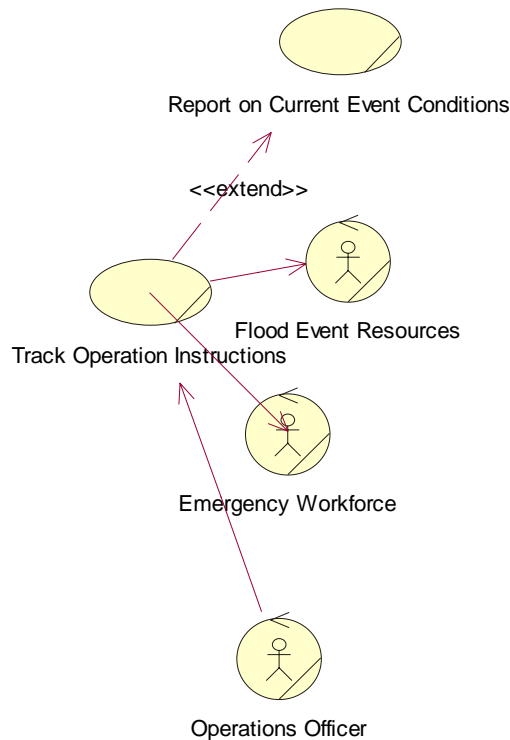 Report on Current Event Conditions
<<extend>>
Flood Event Resources
Track Operation Instructions
Emergency Workforce
Operations Officer